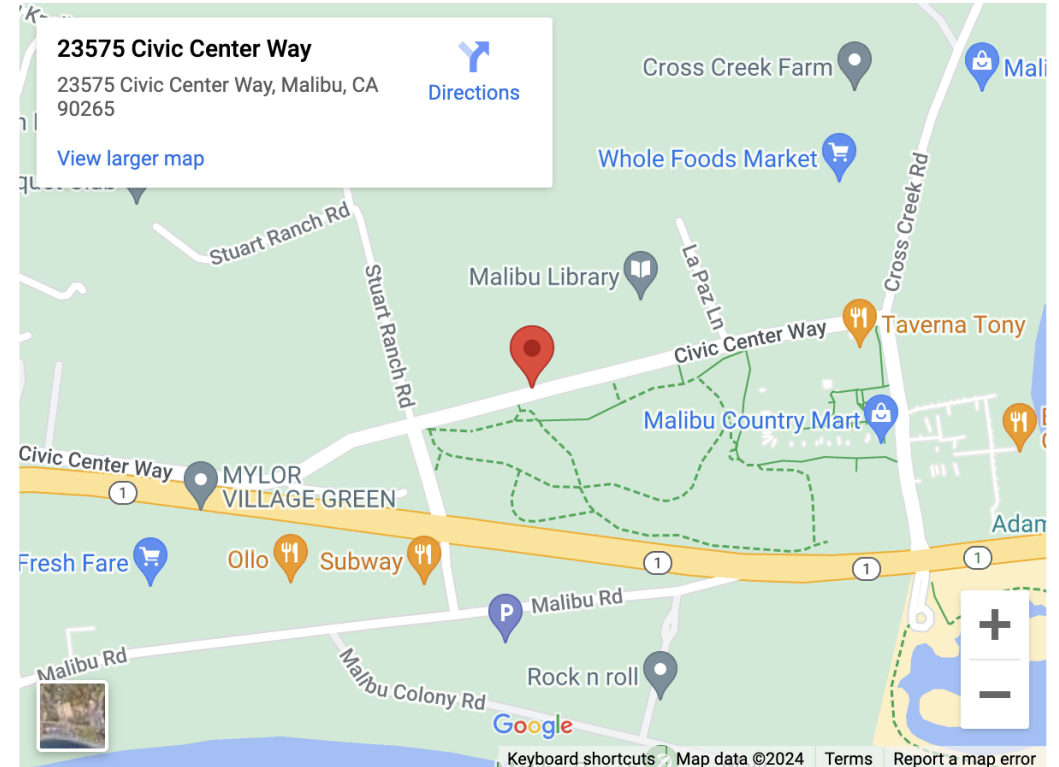 23575 Civic Center Way
23575 Civic Center Way, Malibu, CA
90265
Directions
View larger map
Cross Creek Farm
Mali
Whole Foods Market
Cross Creek Rd
Stuart Ranch Rd
Stuart Ranch Rd
Malibu Library
La Paz Ln
Taverna Tony
Civic Center Way
Malibu Country Mart
Civic Center Way
1
MYLOR
VILLAGE GREEN
Adam
Fresh Fare
Ollo
Subway
1
1
1
P
Malibu Rd
Malibu Rd
Malibu Colony Rd
Rock n roll
+
−
Google
Keyboard shortcuts
Map data ©2024
Terms
Report a map error